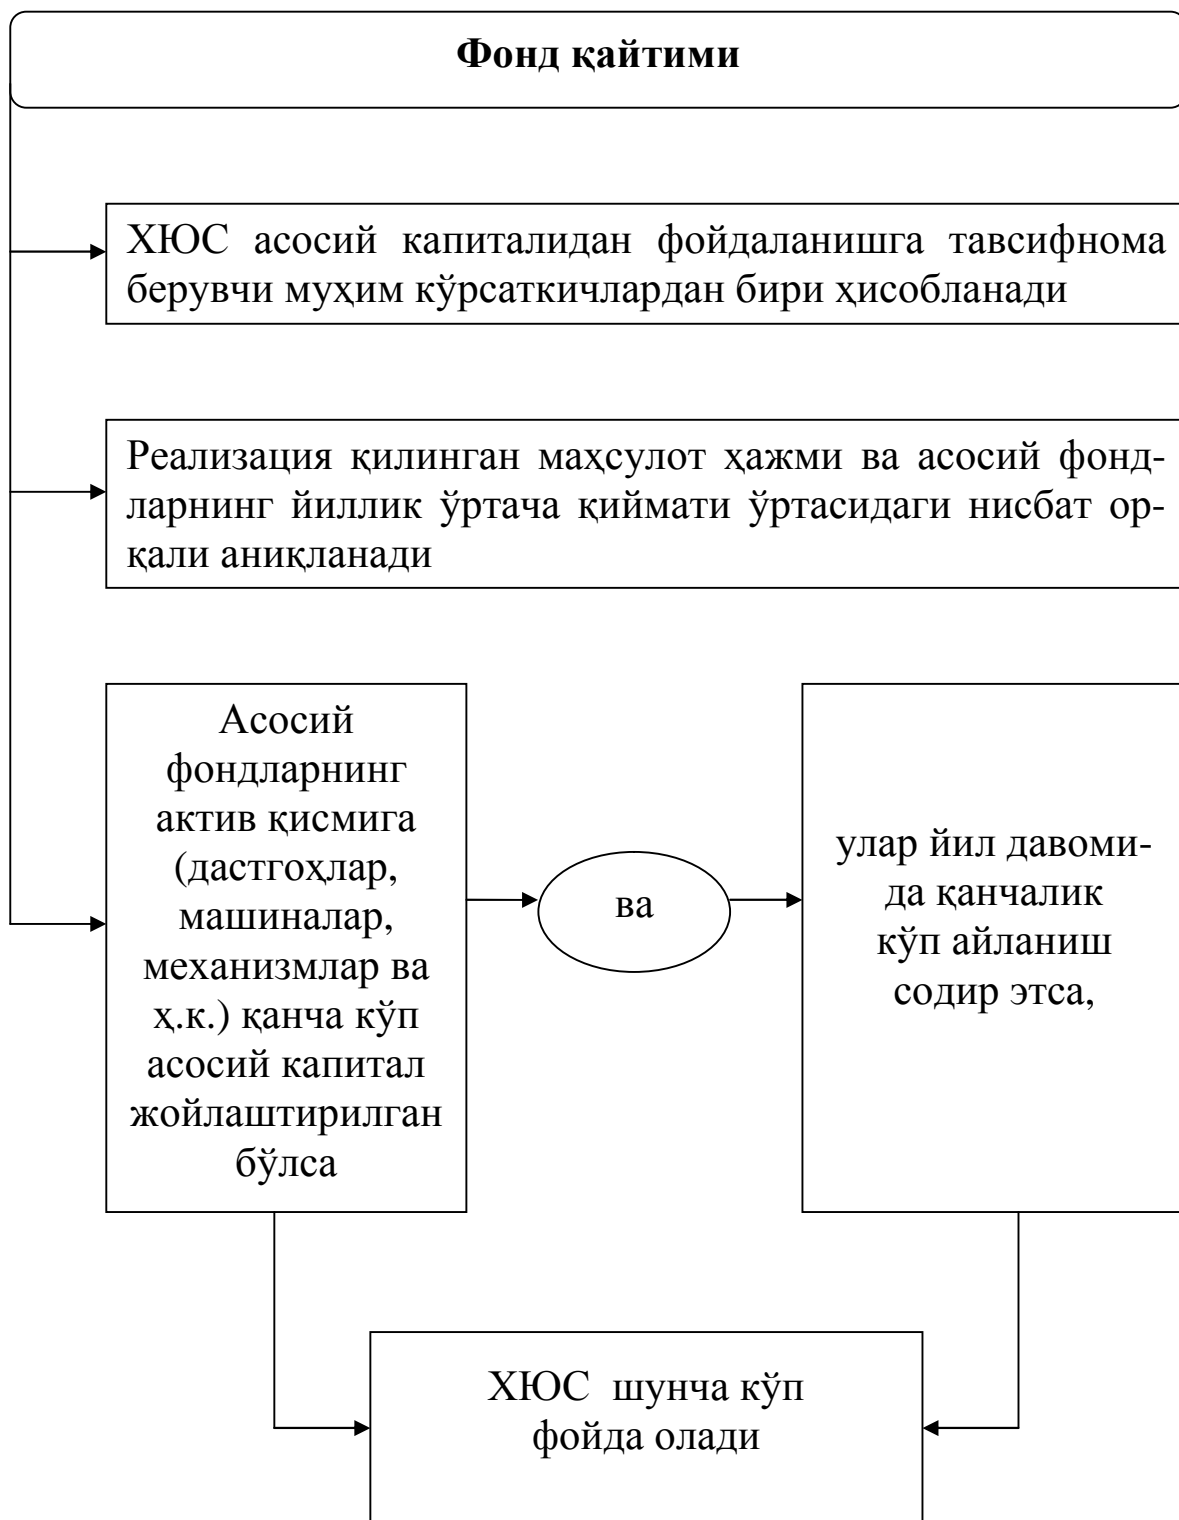 Фонд қайтими
ХЮС асосий капиталидан фойдаланишга тавсифнома
берувчи муҳим кўрсаткичлардан бири ҳисобланади
Реализация қилинган маҳсулот ҳажми ва асосий фонд-
ларнинг йиллик ўртача қиймати ўртасидаги нисбат ор-
қали аниқланади
Асосий
фондларнинг
актив қисмига
(дастгоҳлар,
машиналар,
механизмлар ва
ҳ.к.) қанча кўп
асосий капитал
жойлаштирилган
бўлса
ва
улар йил давоми-
да қанчалик
кўп айланиш
содир этса,
ХЮС шунча кўп
фойда олади